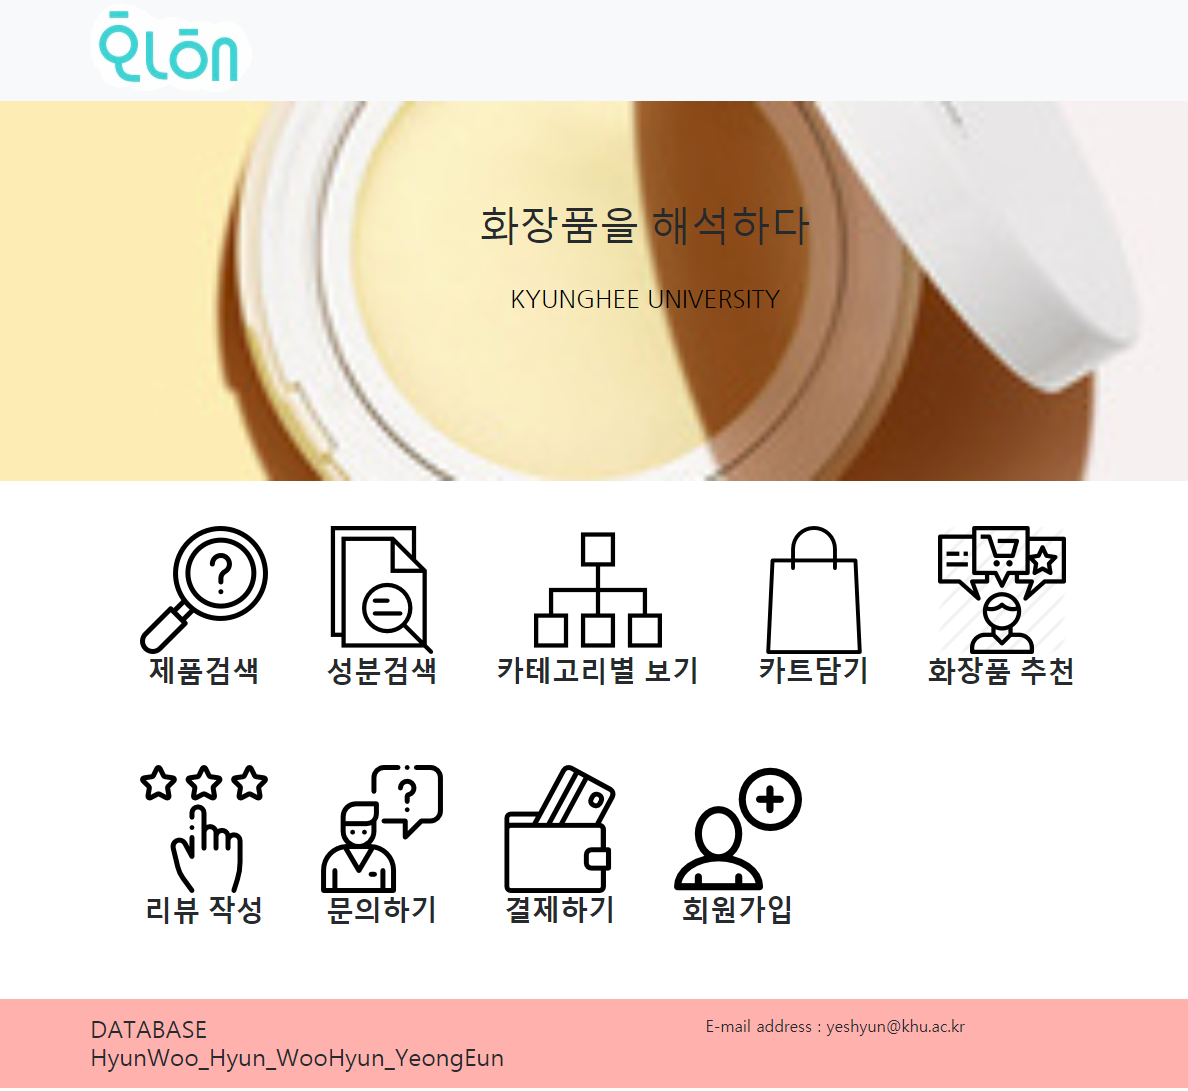 Qlōn
화장품을 해석하다
KYUNGHEE UNIVERSITY
제품검색 성분검색 카테고리별 보기 카트담기 화장품 추천
리뷰 작성 문의하기 결제하기 회원가입
DATABASE
E-mail address : yeshyun@khu.ac.kr
HyunWoo_Hyun_WooHyun_YeongEun